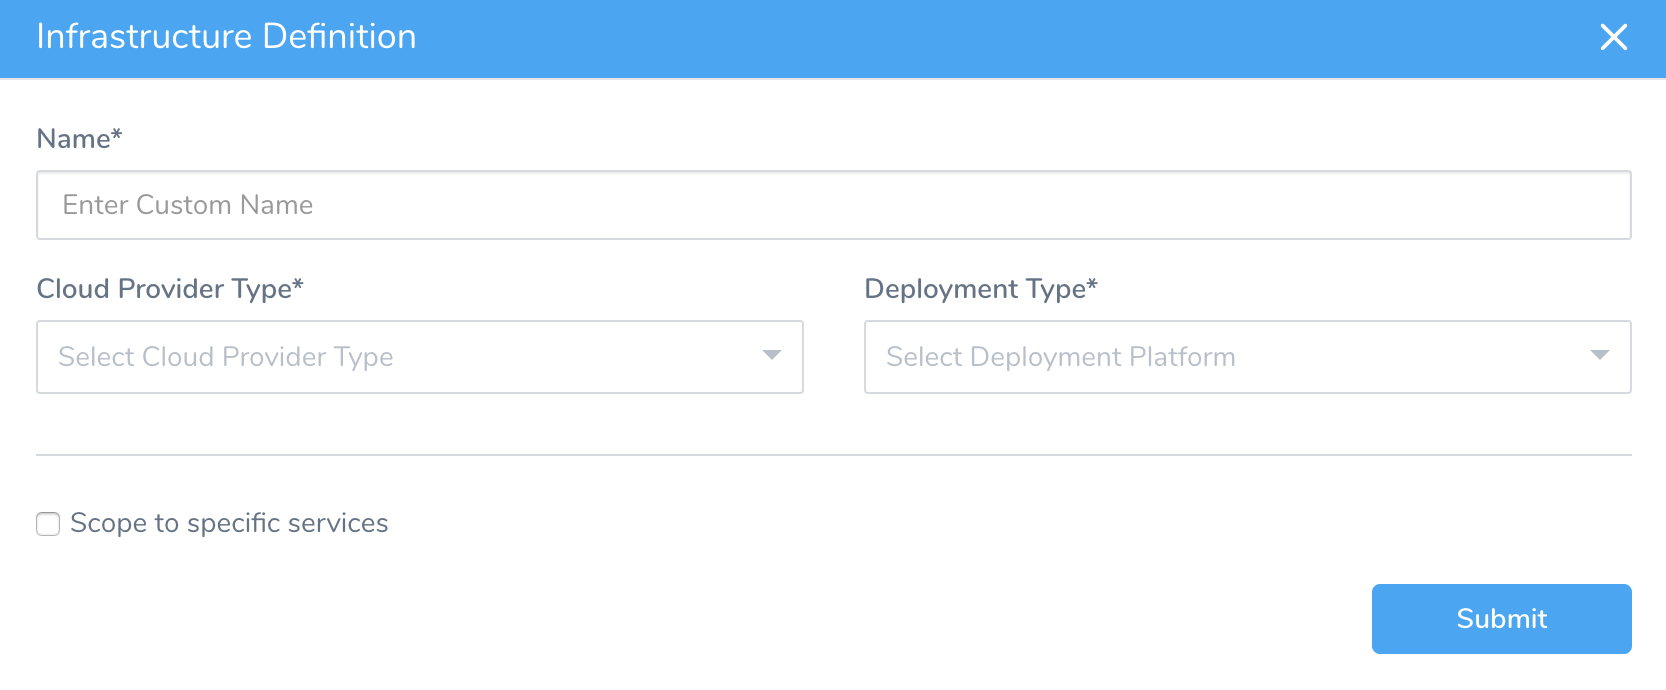 Infrastructure Definition
Name*
Enter Custom Name
Cloud Provider Type*
Select Cloud Provider Type
Deployment Type*
Select Deployment Platform
Scope to specific services
Submit